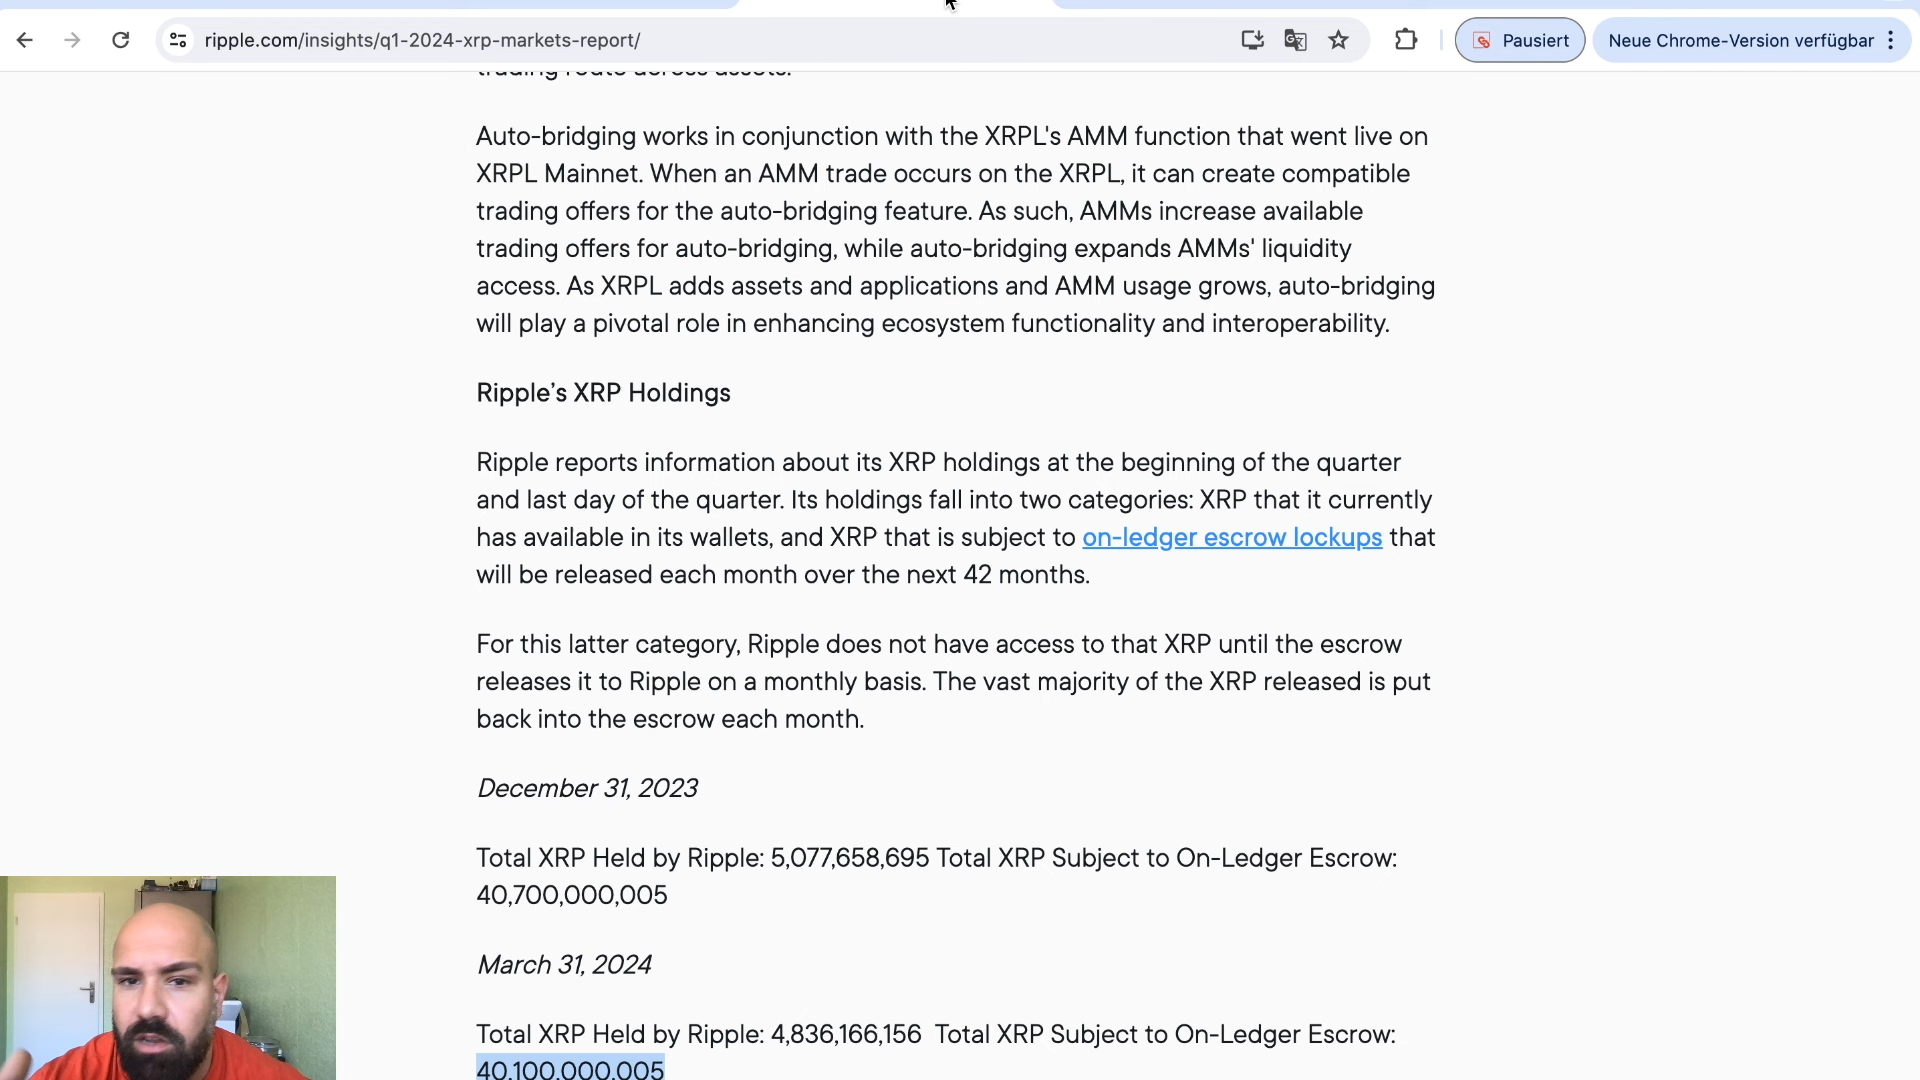 ripple.com/insights/q1-2024-xrp-markets-report/
Pausiert
Neue Chrome-Version verfügbar
trading route across assets.
Auto-bridging works in conjunction with the XRPL's AMM function that went live on
XRPL Mainnet. When an AMM trade occurs on the XRPL, it can create compatible
trading offers for the auto-bridging feature. As such, AMMs increase available
trading offers for auto-bridging, while auto-bridging expands AMMs' liquidity
access. As XRPL adds assets and applications and AMM usage grows, auto-bridging
will play a pivotal role in enhancing ecosystem functionality and interoperability.
Ripple’s XRP Holdings
Ripple reports information about its XRP holdings at the beginning of the quarter
and last day of the quarter. Its holdings fall into two categories: XRP that it currently
has available in its wallets, and XRP that is subject to on-ledger escrow lockups that
will be released each month over the next 42 months.
For this latter category, Ripple does not have access to that XRP until the escrow
releases it to Ripple on a monthly basis. The vast majority of the XRP released is put
back into the escrow each month.
December 31, 2023
Total XRP Held by Ripple: 5,077,658,695 Total XRP Subject to On-Ledger Escrow:
40,700,000,005
March 31, 2024
Total XRP Held by Ripple: 4,836,166,156 Total XRP Subject to On-Ledger Escrow:
40,100,000,005